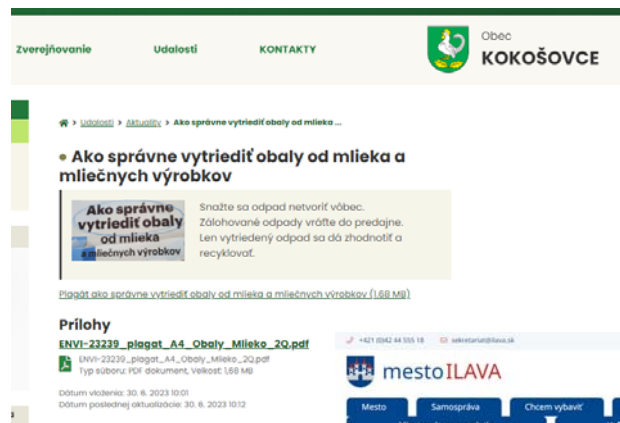 Zverejňovanie Udalosti KONTAKTY
Obec
KOKOŠOVCE
> Udalosti > Aktuality > Ako správne vytriediť obaly od mlieka ...
Ako správne vytriediť obaly od mlieka a
mliečnych výrobkov
Ako správne
vytriediť obaly
od mlieka
a mliečnych výrobkov
Snažte sa odpad netvoriť vôbec.
Zálohované odpady vráťte do predajne.
Len vytriedený odpad sa dá zhodnotiť a
recyklovať.
Plagát ako správne vytriediť obaly od mlieka a mliečnych výrobkov (1.68 MB)
Prílohy
ENVI-23239_plagat_A4_Obaly_Mlieko_2Q.pdf
ENVI-23239_plagat_A4_Obaly_Mlieko_2Q.pdf
Typ súboru: PDF dokument, Velkosť: 1,68 MB
Dátum vloženia: 30. 6. 2023 10:01
Dátum poslednej aktualizácie: 30. 6. 2023 10:12
+421 (0)42 44 555 18 sekretariat@ilava.sk
mesto ILAVA
Mesto Samospráva Chcem vybaviť